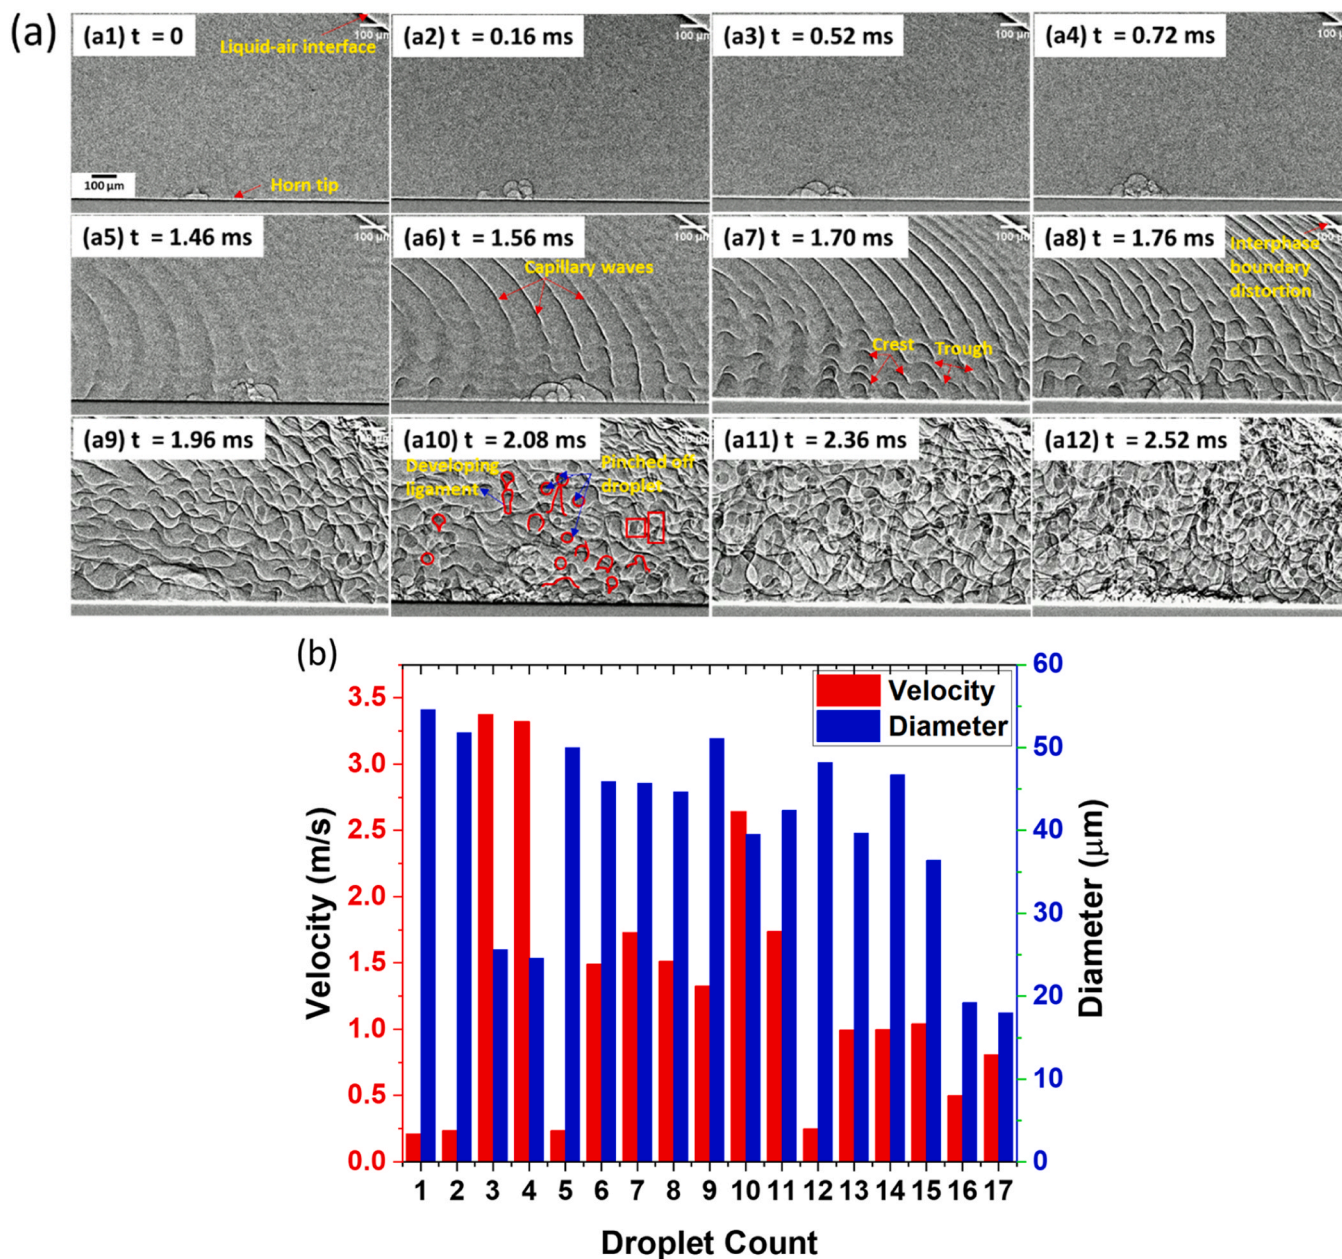 (a)
(a1) t = 0
Liquid-air interface
100 µm
100 µm
Horn tip
(a2) t = 0.16 ms
100 µm
(a3) t = 0.52 ms
100 µm
(a4) t = 0.72 ms
100 µm
(a5) t = 1.46 ms
100 µm
(a6) t = 1.56 ms
100 µm
Capillary waves
(a7) t = 1.70 ms
100 µm
Crest
Trough
(a8) t = 1.76 ms
100 µm
Interphase
boundary
distortion
(a9) t = 1.96 ms
(a10) t = 2.08 ms
Developing
ligament
Pinched off
droplet
(a11) t = 2.36 ms
(a12) t = 2.52 ms
(b)
Velocity
Diameter
Velocity (m/s)
3.5
3.0
2.5
2.0
1.5
1.0
0.5
0.0
60
50
40
30
20
10
0
Diameter (µm)
1 2 3 4 5 6 7 8 9 10 11 12 13 14 15 16 17
Droplet Count